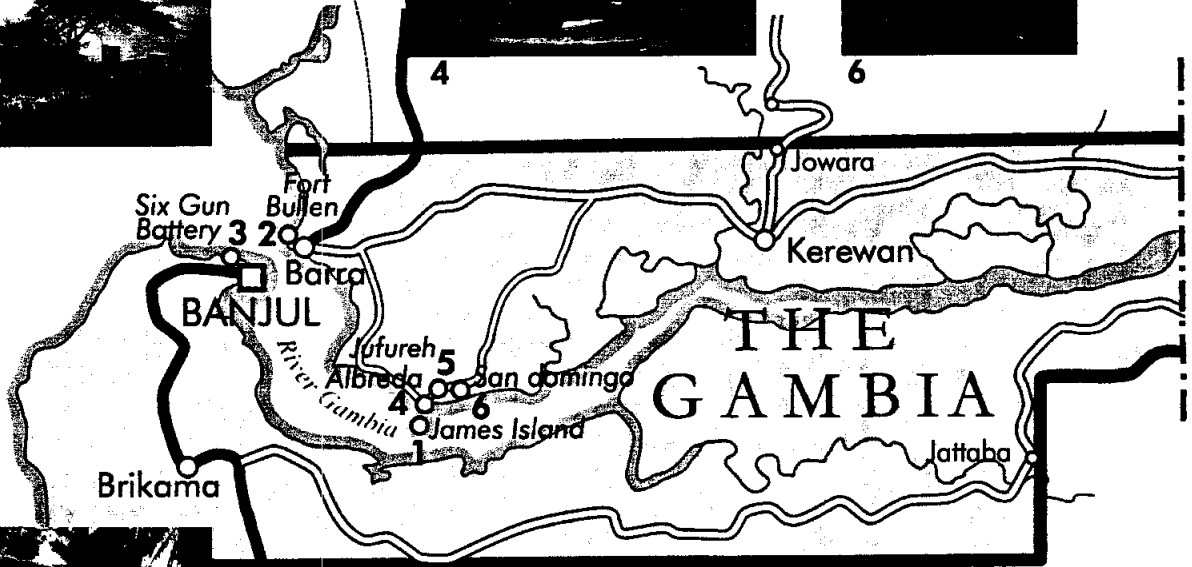 4
6
Jowara
Fort
Bullen
Six Gun
Battery 3
2
Barra
Kerewan
BANJUL
THE
GAMBIA
River Gambia
Jufureh
5
Albreda
San domingo
4
6
James Island
1
Jattaba
Brikama